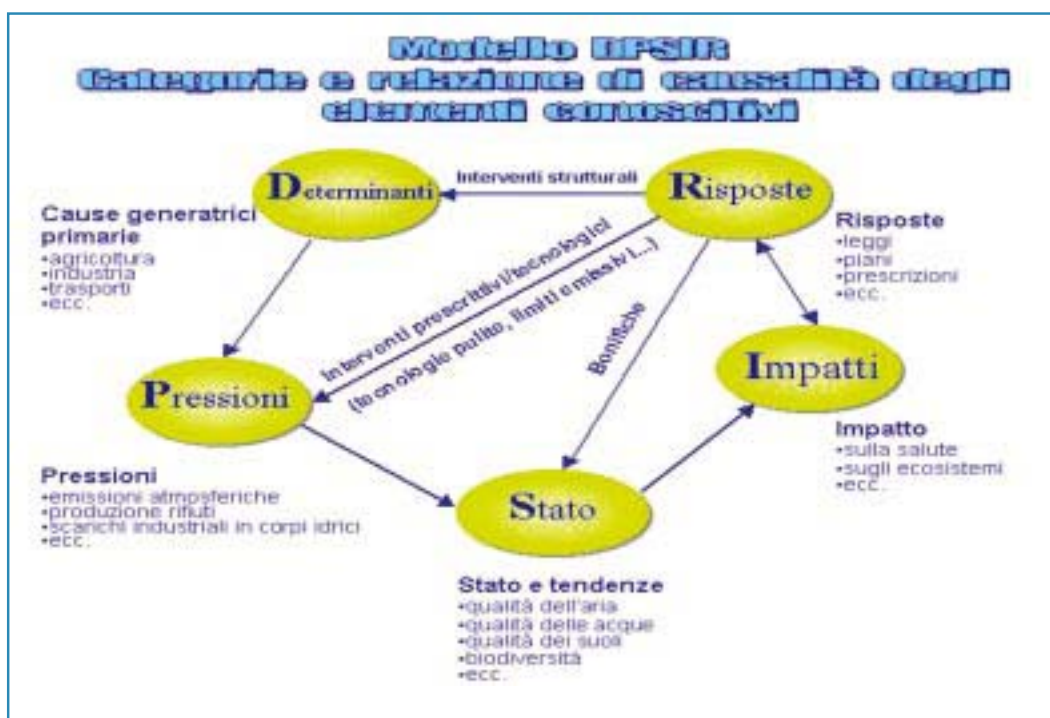 Modello DPSIR
Categorie e relazione di causalità degli
elementi conoscitivi
Determinanti
Interventi strutturali
Risposte
Cause generatrici
primarie
•agricoltura
•industria
•trasporti
•ecc.
Risposte
•leggi
•piani
•prescrizioni
•ecc.
Interventi prescrittivi/tecnologici
(tecnologie pulite, limiti emissivi...)
Bonifiche
Pressioni
Impatti
Pressioni
•emissioni atmosferiche
•produzione rifiuti
•scarichi industriali in corpi idrici
•ecc.
Impatto
•sulla salute
•sugli ecosistemi
•ecc.
Stato
Stato e tendenze
•qualità dell'aria
•qualità delle acque
•qualità dei suoli
•biodiversità
•ecc.